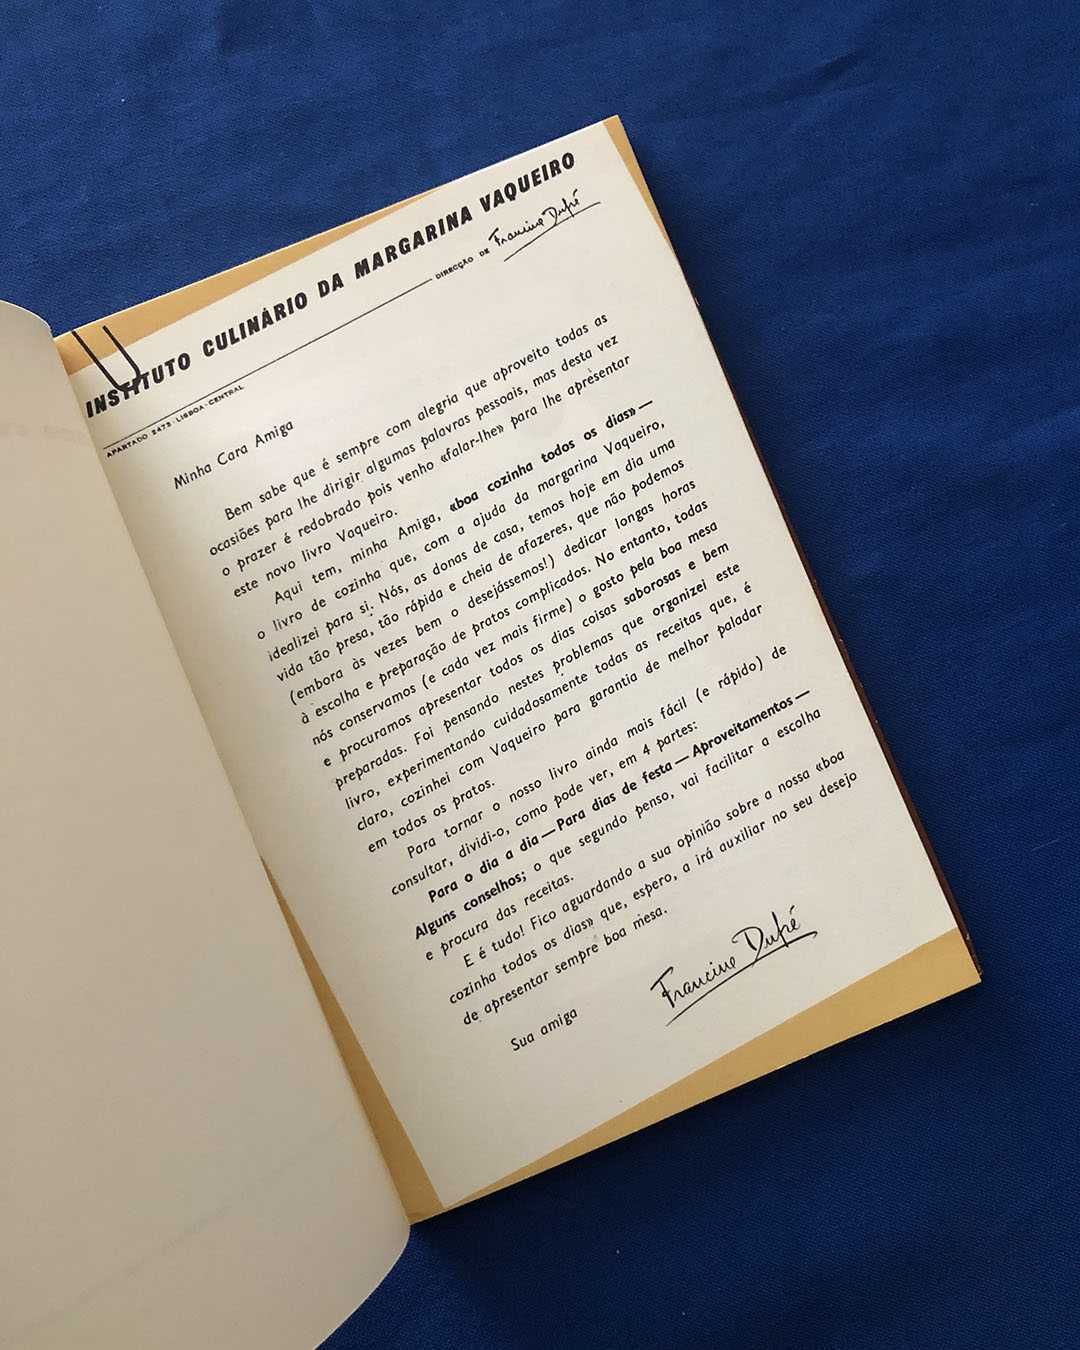 INSTITUTO CULINÁRIO DA MARGARINA VAQUEIRO
APARTADO 2473 - LISBOA-CENTRAL
DIRECÇÃO DE Francine Dupré
Minha Cara Amiga
Bem sabe que é sempre com alegria que aproveito todas as
ocasiões para lhe dirigir algumas palavras pessoais, mas desta vez
o prazer é redobrado pois venho «falar-lhe» para lhe apresentar
este novo livro Vaqueiro.
Aqui tem, minha Amiga, «boa cozinha todos os dias» —
o livro de cozinha que, com a ajuda da margarina Vaqueiro,
idealizei para si. Nós, as donas de casa, temos hoje em dia uma
vida tão presa, tão rápida e cheia de afazeres, que não podemos
(embora às vezes bem o desejássemos!) dedicar longas horas
à escolha e preparação de pratos complicados. No entanto, todas
nós conservamos (e cada vez mais firme) o gosto pela boa mesa
e procuramos apresentar todos os dias coisas saborosas e bem
preparadas. Foi pensando nestes problemas que organizei este
livro, experimentando cuidadosamente todas as receitas que, é
claro, cozinhei com Vaqueiro para garantia de melhor paladar
em todos os pratos.
Para tornar o nosso livro ainda mais fácil (e rápido) de
consultar, dividi-o, como pode ver, em 4 partes:
Para o dia a dia — Para dias de festa — Aproveitamentos —
Alguns conselhos; o que segundo penso, vai facilitar a escolha
e procura das receitas.
E é tudo! Fico aguardando a sua opinião sobre a nossa «boa
cozinha todos os dias» que, espero, a irá auxiliar no seu desejo
de apresentar sempre boa mesa.
Sua amiga
Francine Dupré